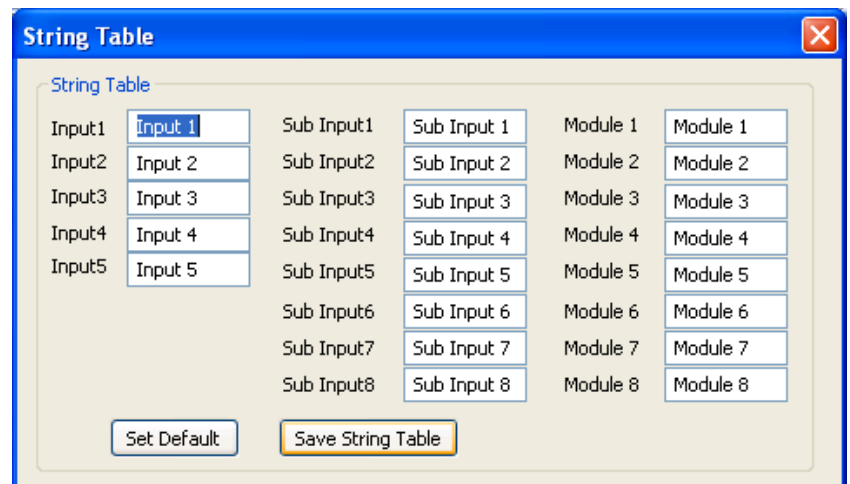 String Table
String Table
Input1 Input 1 Sub Input1 Sub Input 1 Module 1 Module 1
Input2 Input 2 Sub Input2 Sub Input 2 Module 2 Module 2
Input3 Input 3 Sub Input3 Sub Input 3 Module 3 Module 3
Input4 Input 4 Sub Input4 Sub Input 4 Module 4 Module 4
Input5 Input 5 Sub Input5 Sub Input 5 Module 5 Module 5
Sub Input6 Sub Input 6 Module 6 Module 6
Sub Input7 Sub Input 7 Module 7 Module 7
Sub Input8 Sub Input 8 Module 8 Module 8
Set Default Save String Table